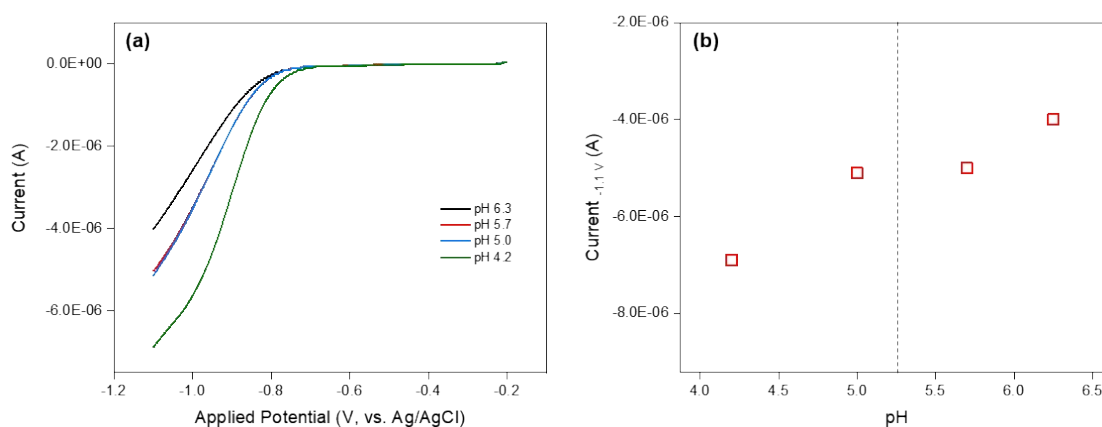 (a)
0.0E+00
-2.0E-06
-4.0E-06
-6.0E-06
Current (A)
pH 6.3
pH 5.7
pH 5.0
pH 4.2
-1.2
-1.0
-0.8
-0.6
-0.4
-0.2
Applied Potential (V, vs. Ag/AgCl)
(b)
-2.0E-06
-4.0E-06
-6.0E-06
-8.0E-06
Current -1.1 V (A)
4.0
4.5
5.0
5.5
6.0
6.5
pH